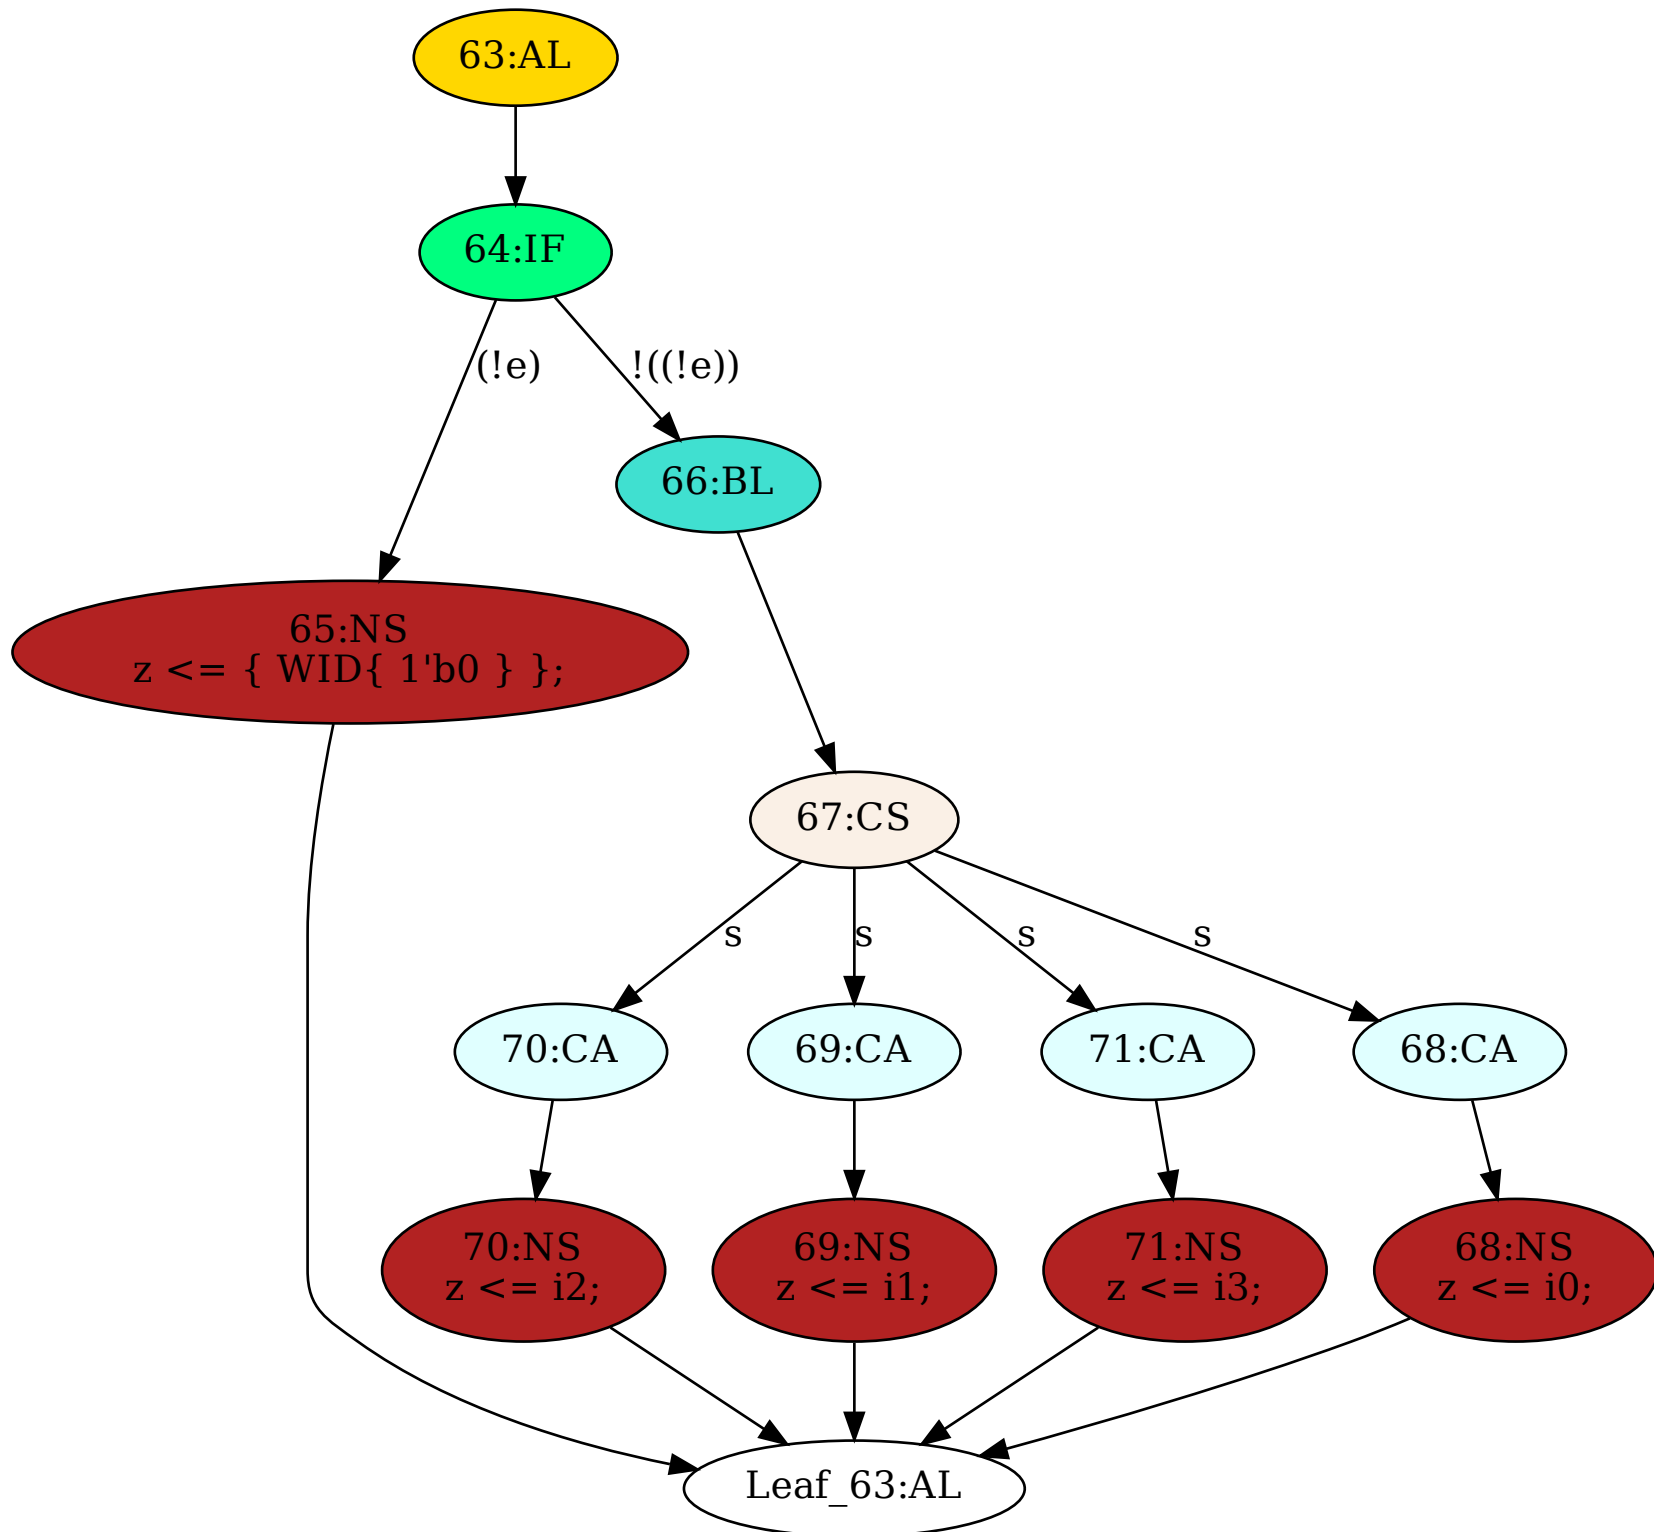 63:AL
64:IF
(!e)
!((!e))
66:BL
65:NS
z <= { WID{ 1'b0 } };
67:CS
s
s
s
s
70:CA
69:CA
71:CA
68:CA
70:NS
z <= i2;
69:NS
z <= i1;
71:NS
z <= i3;
68:NS
z <= i0;
Leaf_63:AL